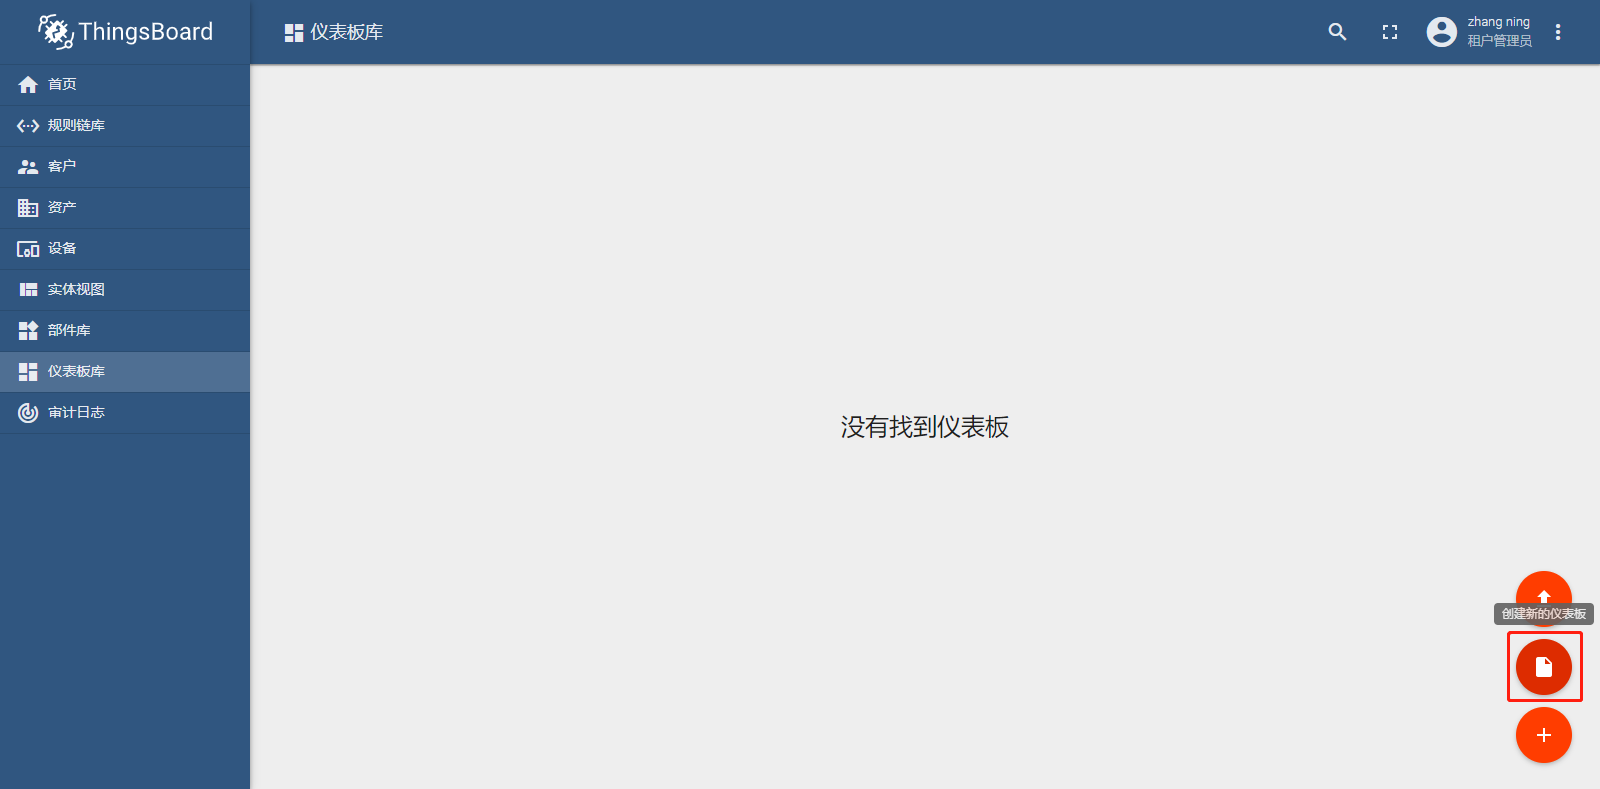 ThingsBoard
仪表板库
zhang ning
租户管理员
首页
规则链库
客户
资产
设备
实体视图
部件库
仪表板库
审计日志
没有找到仪表板
创建新的仪表板